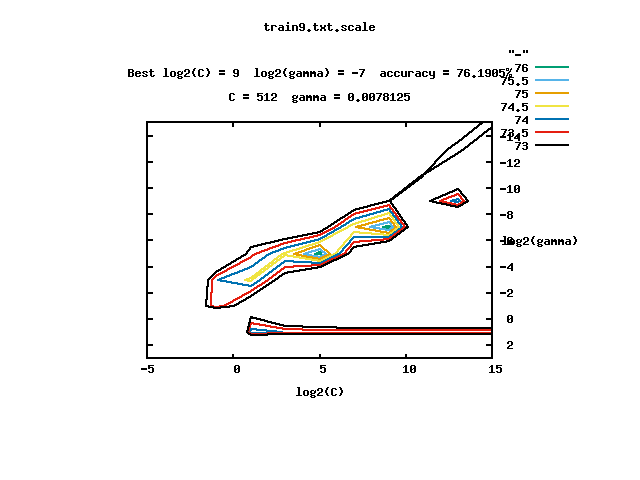 train9.txt.scale
"-"
Best log2(C) = 9  log2(gamma) = -7  accuracy = 76.1905%
76
75.5
C = 512  gamma = 0.0078125
75
74.5
74
73.5
73
-14
-12
-10
-8
-6
log2(gamma)
-4
-2
0
2
-5 0 5 10 15
log2(C)